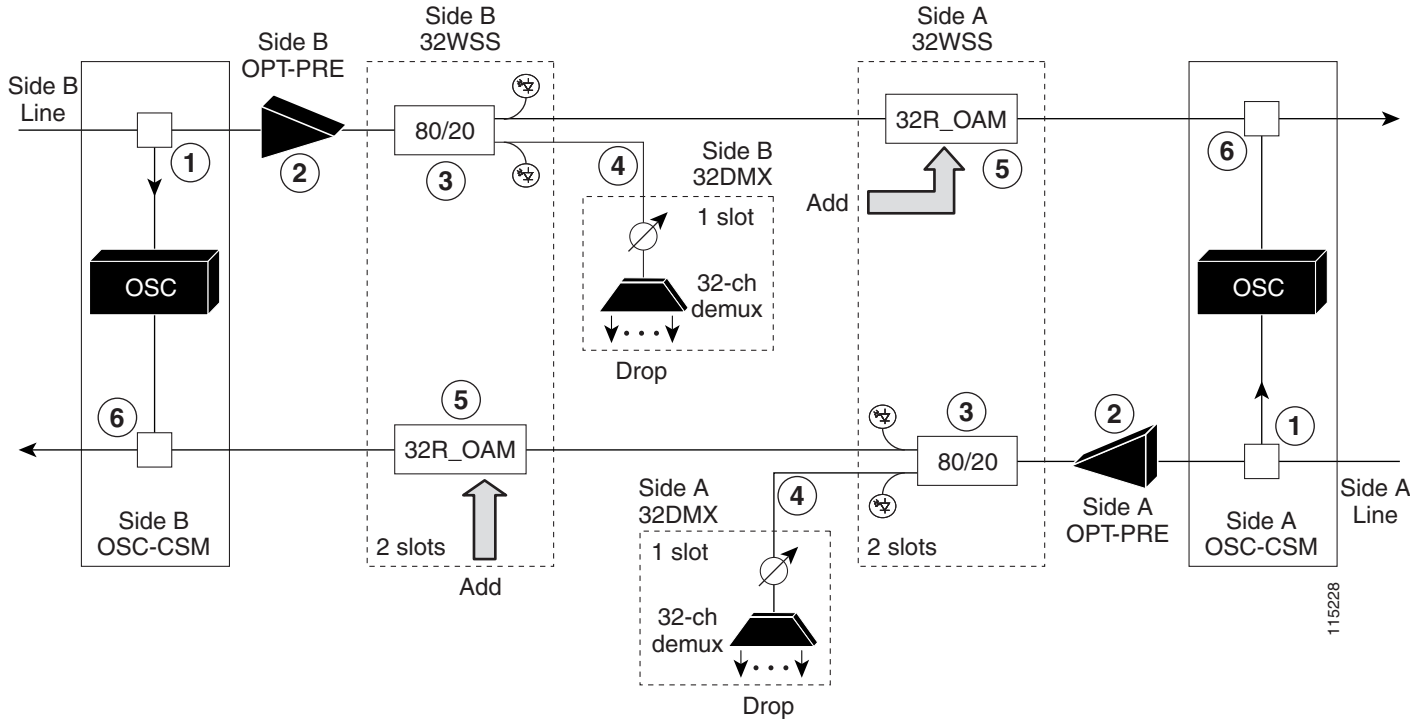 Side B
Line
Side B
OPT-PRE
Side B
32WSS
Side A
32WSS
1
2
80/20
3
4
Side B
32DMX
1 slot
32-ch
demux
Drop
32R_OAM
5
Add
6
OSC
OSC
6
5
32R_OAM
Side B
OSC-CSM
2 slots
Add
Side A
32DMX
4
1 slot
32-ch
demux
Drop
3
80/20
2 slots
2
Side A
OPT-PRE
1
Side A
OSC-CSM
Side A
Line
115228